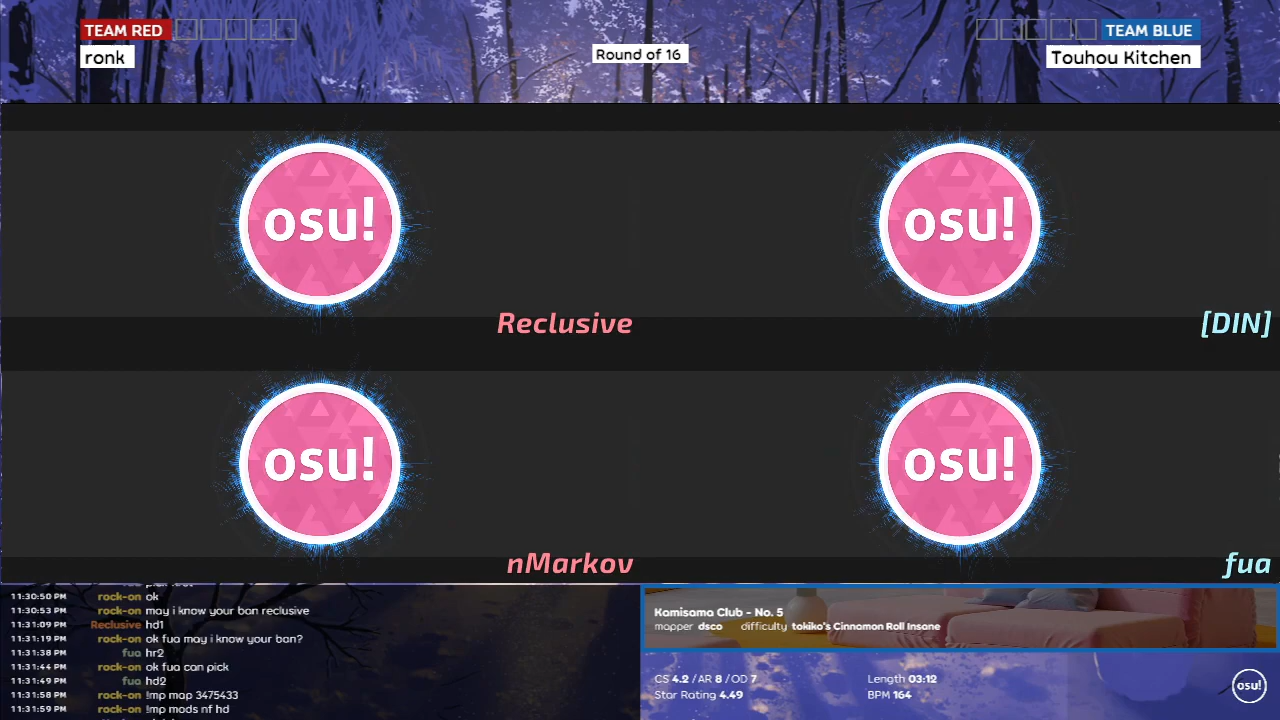 TEAM RED
TEAM BLUE
ronk
Round of 16
Touhou Kitchen
osu!
osu!
Reclusive
[DIN]
osu!
osu!
nMarkov
fua
11:30:50 PM rock-on ok
11:30:53 PM rock-on may i know your ban reclusive
11:31:09 PM Reclusive hd1
11:31:19 PM rock-on ok fua may i know your ban?
11:31:38 PM fua hr2
11:31:44 PM rock-on ok fua can pick
11:31:49 PM fua hd2
11:31:58 PM rock-on !mp map 3475433
11:31:59 PM rock-on !mp mods nf hd
Kamisama Club - No. 5
mapper dsco difficulty tokiko's Cinnamon Roll Insane
CS 4.2 / AR 8 / OD 7
Length 03:12
Star Rating 4.49
BPM 164
osu!